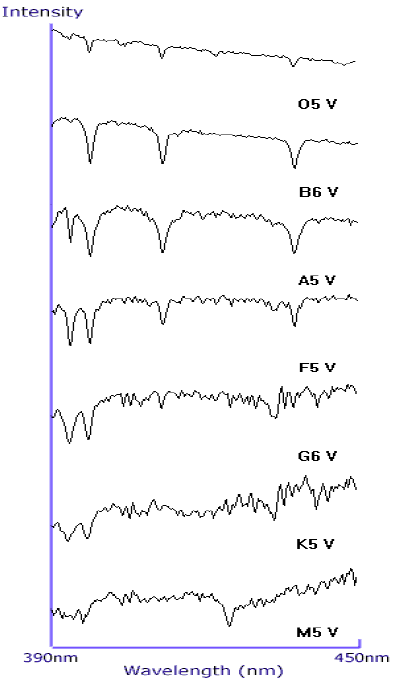 Intensity
O5 V
B6 V
A5 V
F5 V
G6 V
K5 V
M5 V
390nm 450nm
Wavelength (nm)